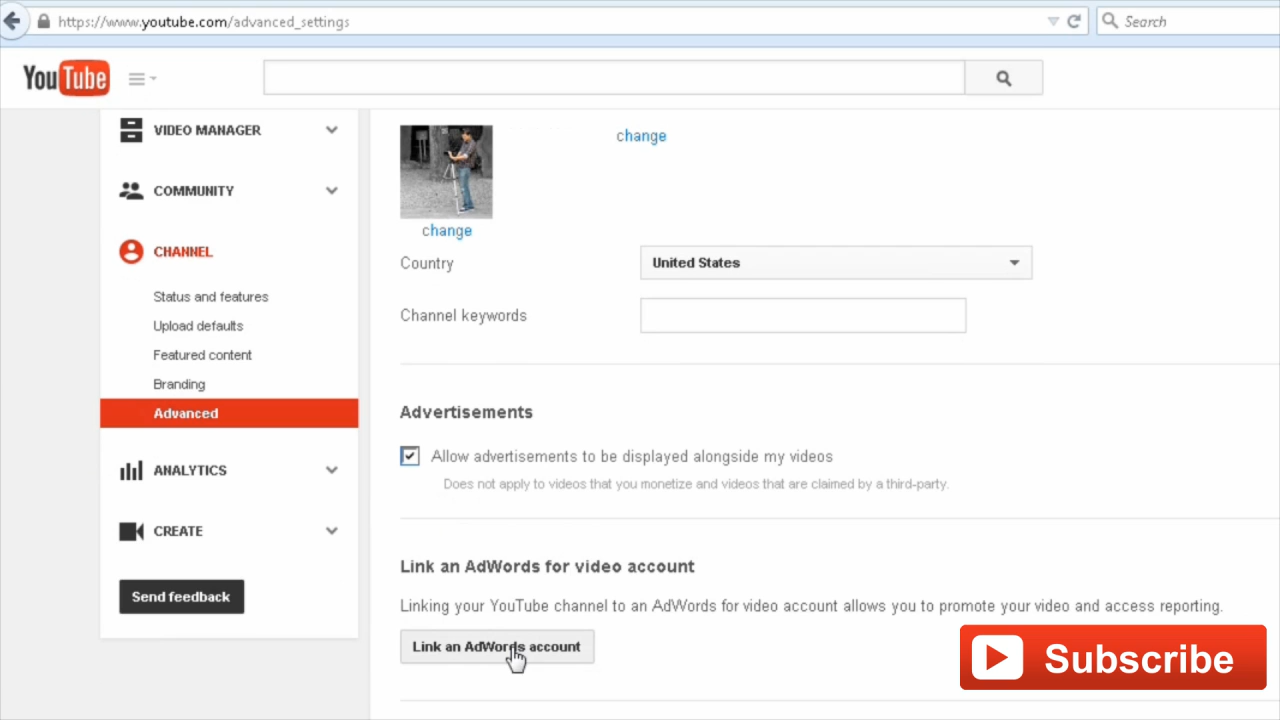 https://www.youtube.com/advanced_settings
Search
YouTube
VIDEO MANAGER
COMMUNITY
CHANNEL
Status and features
Upload defaults
Featured content
Branding
Advanced
ANALYTICS
CREATE
Send feedback
change
change
Country
United States
Channel keywords
Advertisements
Allow advertisements to be displayed alongside my videos
Does not apply to videos that you monetize and videos that are claimed by a third-party.
Link an AdWords for video account
Linking your YouTube channel to an AdWords for video account allows you to promote your video and access reporting.
Link an AdWords account
Subscribe